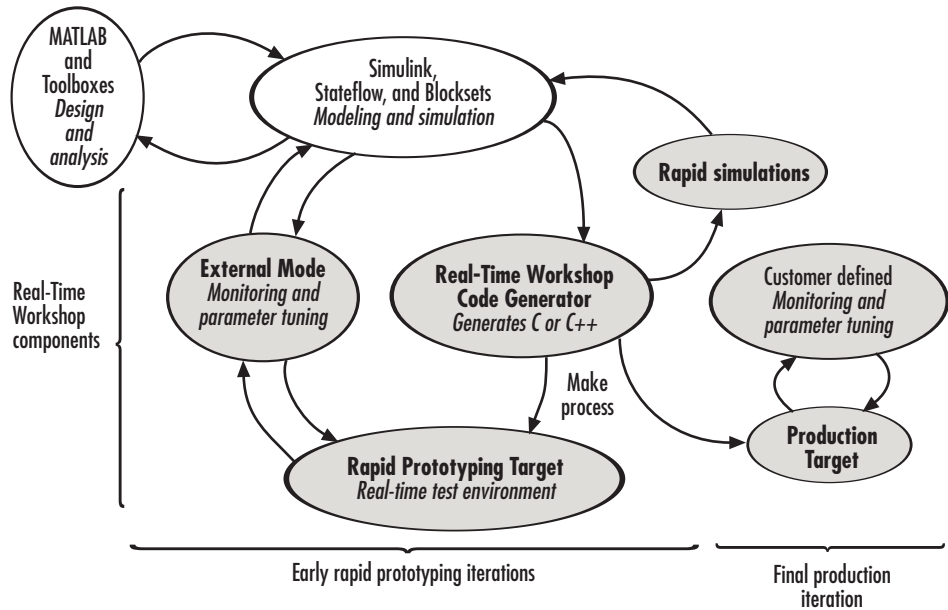 MATLAB
and
Toolboxes
Design
and
analysis
Simulink,
Stateflow, and Blocksets
Modeling and simulation
Rapid simulations
Real-Time
Workshop
components
External Mode
Monitoring and
parameter tuning
Real-Time Workshop
Code Generator
Generates C or C++
Customer defined
Monitoring and
parameter tuning
Make
process
Production
Target
Rapid Prototyping Target
Real-time test environment
Early rapid prototyping iterations
Final production
iteration